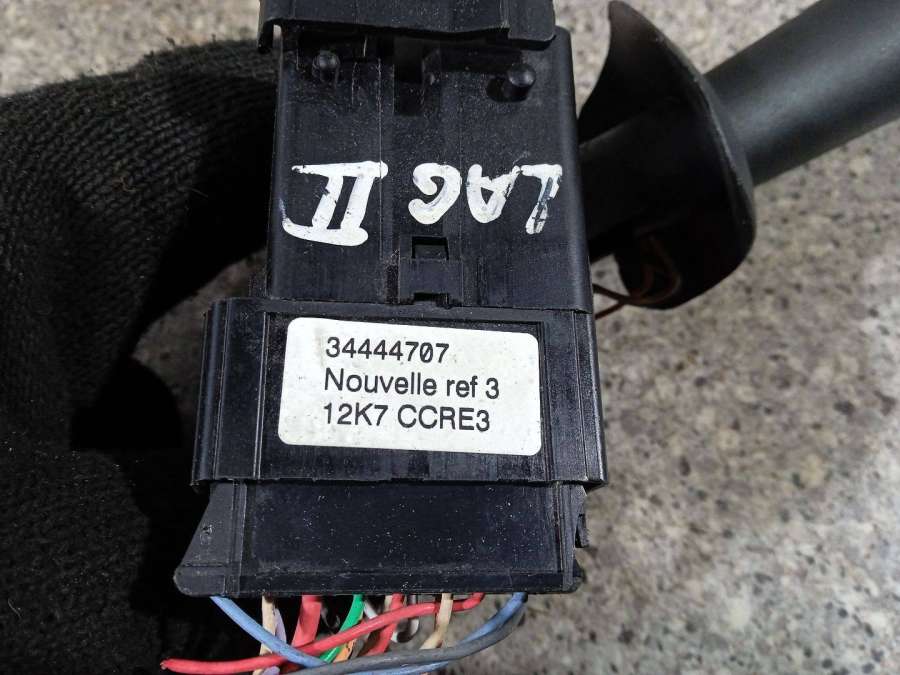 LAG II
34444707
Nouvelle ref 3
12K7 CCRE3